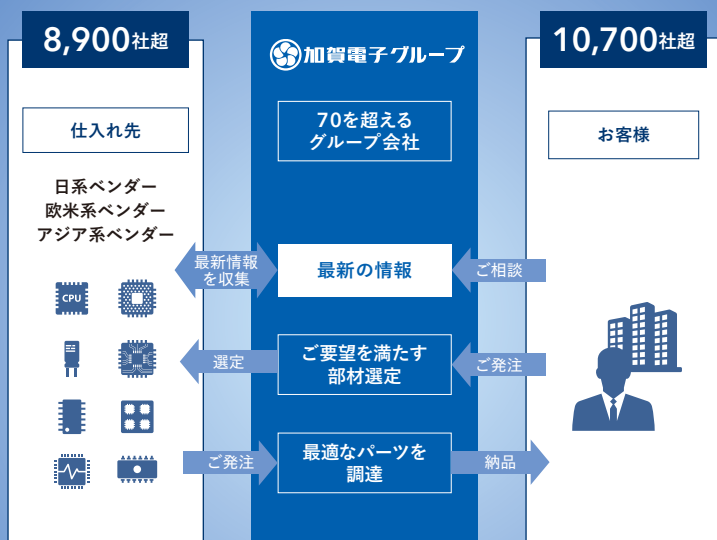 8,900社超
仕入れ先
日系ベンダー
欧米系ベンダー
アジア系ベンダー
CPU
加賀電子グループ
70を超える
グループ会社
10,700社超
お客様
最新情報
を収集
最新の情報
ご相談
選定
ご要望を満たす
部材選定
ご発注
ご発注
最適なパーツを
調達
納品